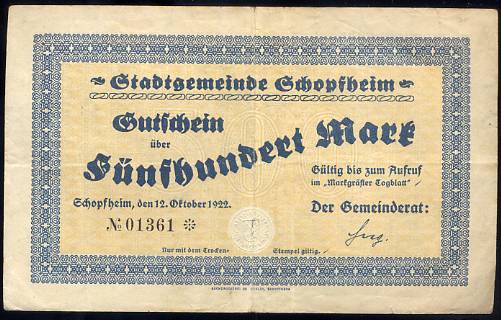 Stadtgemeinde Schopfheim
Gutschein
über
Fünfhundert Mark
Gültig bis zum Aufruf
im „Markgräfler Tagblatt“
Schopfheim, den 12. Oktober 1922.
Der Gemeinderat:
№ 01361 ※
Nur mit dem Trocken-Stempel gültig.